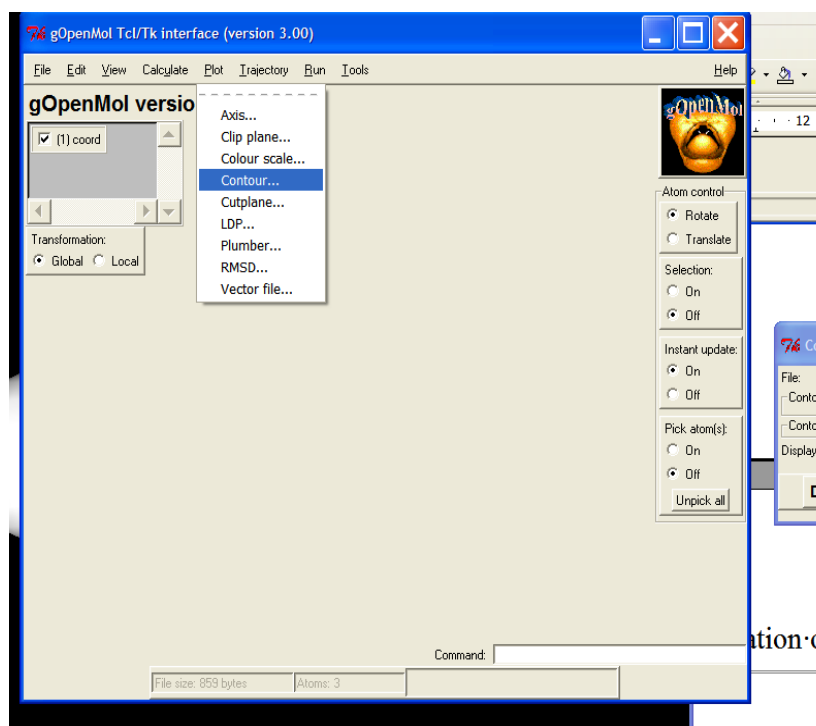 gOpenMol Tcl/Tk interface (version 3.00)
File Edit View Calculate Plot Trajectory Run Tools Help
gOpenMol versio
(1) coord
Transformation:
Global Local
Axis...
Clip plane...
Colour scale...
Contour...
Cutplane...
LDP...
Plumber...
RMSD...
Vector file...
gOpenMol
Atom control
Rotate
Translate
Selection:
On
Off
Instant update:
On
Off
Pick atom(s):
On
Off
Unpick all
Command:
File size: 859 bytes Atoms: 3
12
Co
File:
Conto
Conto
Display
D
ation·o